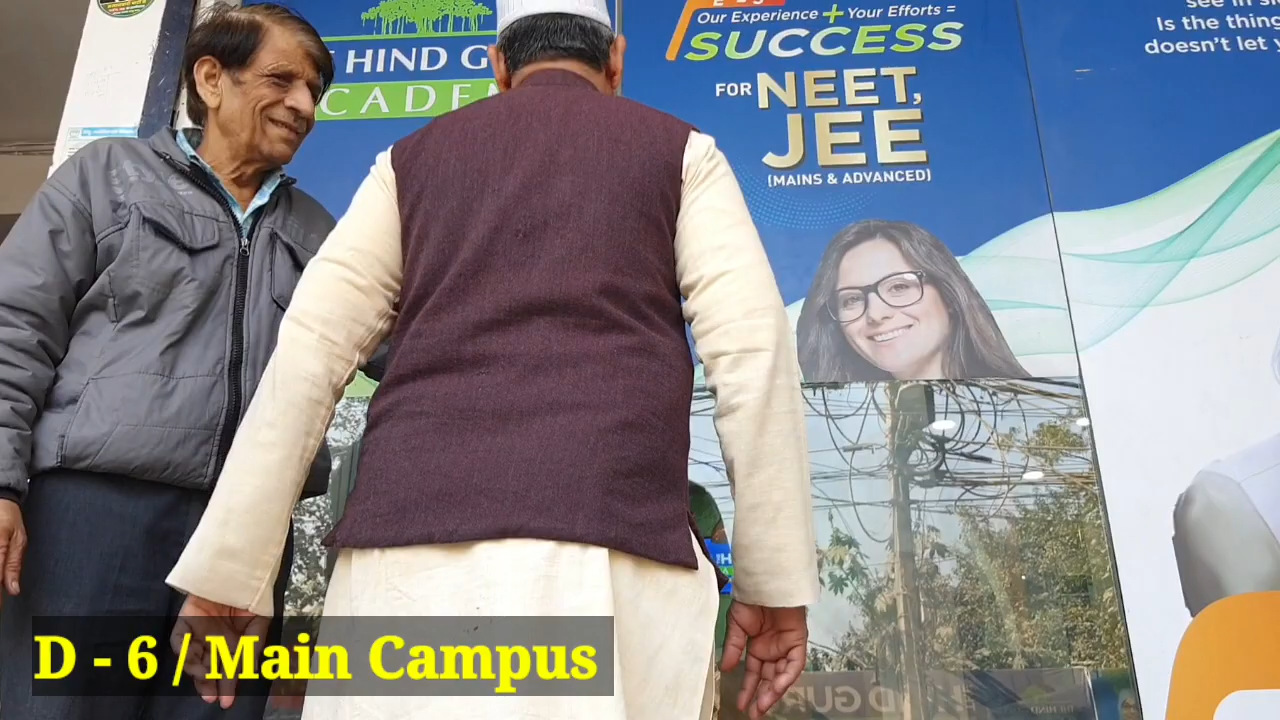 HIND G
CADEM
Our Experience + Your Efforts =
SUCCESS
FOR NEET,
JEE
(MAINS & ADVANCED)
see in
Is the thing
doesn't let
D - 6 / Main Campus